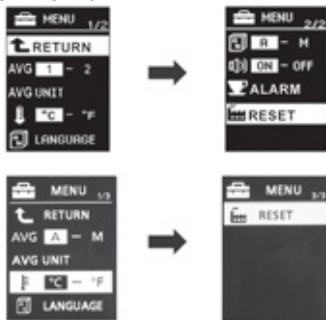 MENU 1/2
RETURN
AVG 1 - 2
AVG UNIT
°C - °F
LANGUAGE
MENU 2/2
A - M
ON - OFF
ALARM
RESET
MENU 1/3
RETURN
AVG A - M
AVG UNIT
°C - °F
LANGUAGE
MENU 3/3
RESET